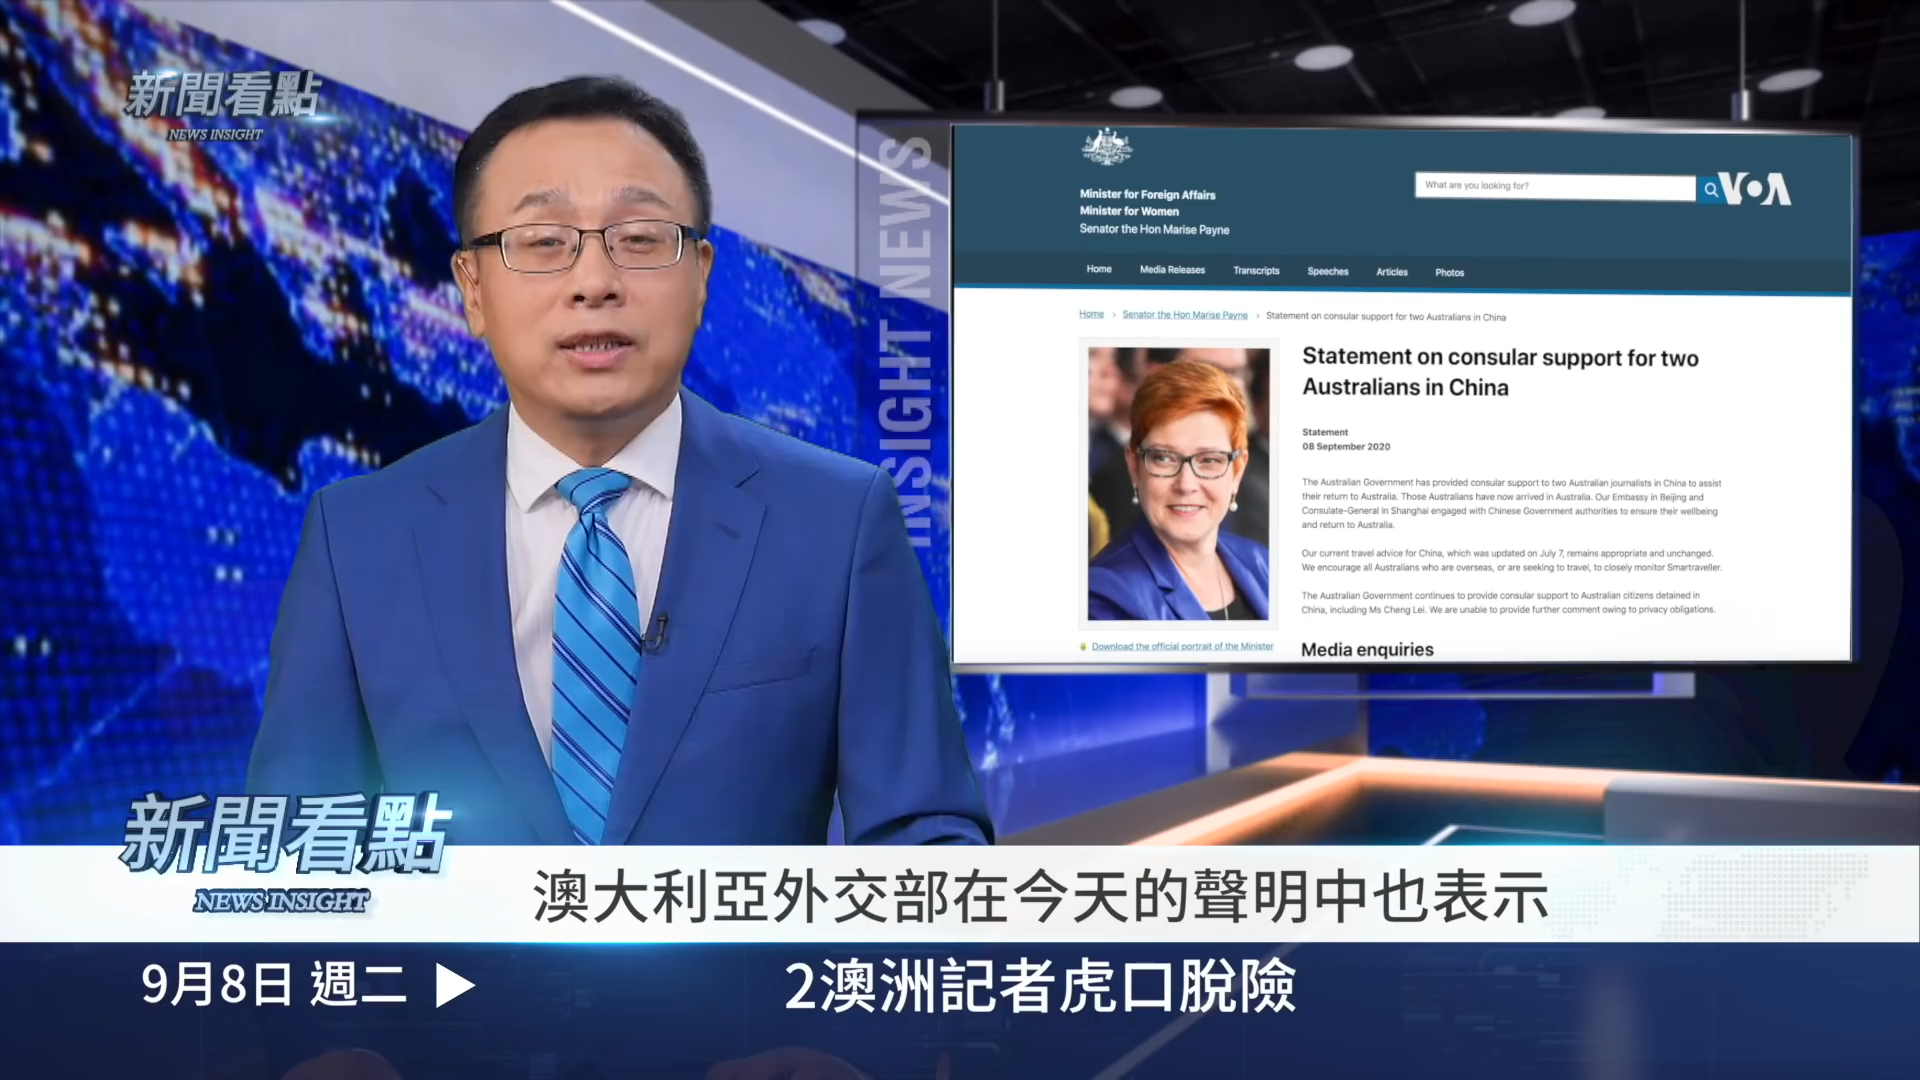 新聞看點
NEWS INSIGHT
INSIGHT NEWS
Minister for Foreign Affairs
Minister for Women
Senator the Hon Marise Payne
What are you looking for?
VOA
Home
Media Releases
Transcripts
Speeches
Articles
Photos
Home > Senator the Hon Marise Payne > Statement on consular support for two Australians in China
Statement on consular support for two
Australians in China
Statement
08 September 2020
The Australian Government has provided consular support to two Australian journalists in China to assist
their return to Australia. Those Australians have now arrived in Australia. Our Embassy in Beijing and
Consulate-General in Shanghai engaged with Chinese Government authorities to ensure their wellbeing
and return to Australia.
Our current travel advice for China, which was updated on July 7, remains appropriate and unchanged.
We encourage all Australians who are overseas, or are seeking to travel, to closely monitor Smartraveller.
The Australian Government continues to provide consular support to Australian citizens detained in
China, including Ms Cheng Lei. We are unable to provide further comment owing to privacy obligations.
Download the official portrait of the Minister
Media enquiries
新聞看點
NEWS INSIGHT
澳大利亞外交部在今天的聲明中也表示
9月8日 週二
2澳洲記者虎口脫險